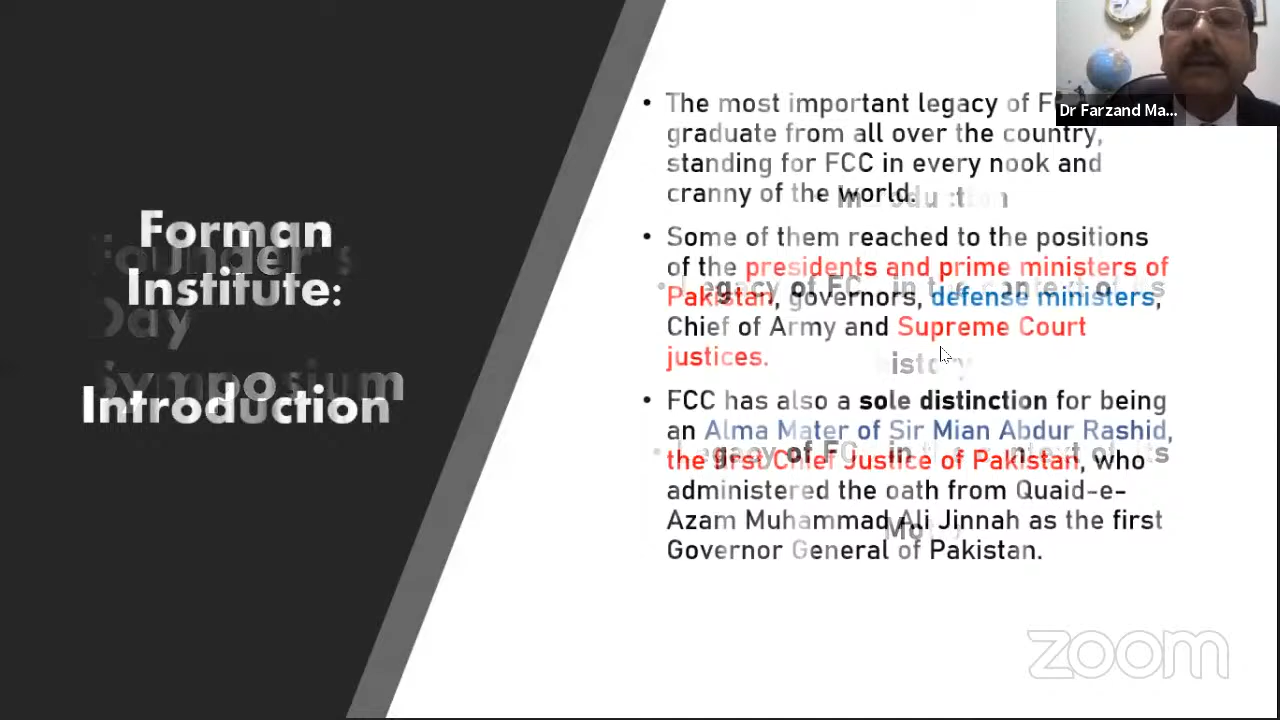 Dr Farzand Ma...
Forman
Institute:
Introduction
Founder's
Day
Symposium
• The most important legacy of
graduate from all over the country,
standing for FCC in every nook and
cranny of the world.
• Some of them reached to the positions
of the presidents and prime ministers of
Pakistan, governors, defense ministers,
Chief of Army and Supreme Court
justices.
• FCC has also a sole distinction for being
an Alma Mater of Sir Mian Abdur Rashid,
the first Chief Justice of Pakistan, who
administered the oath from Quaid-e-
Azam Muhammad Ali Jinnah as the first
Governor General of Pakistan.
zoom